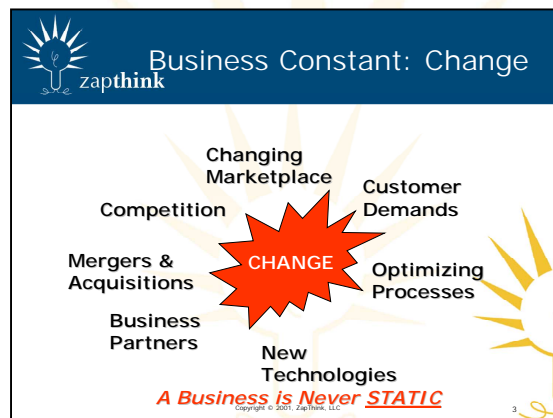 zapthink
Business Constant: Change
Changing
Marketplace
Customer
Demands
Competition
CHANGE
Mergers &
Acquisitions
Optimizing
Processes
Business
Partners
New
Technologies
A Business is Never STATIC
Copyright © 2001, ZapThink, LLC
3